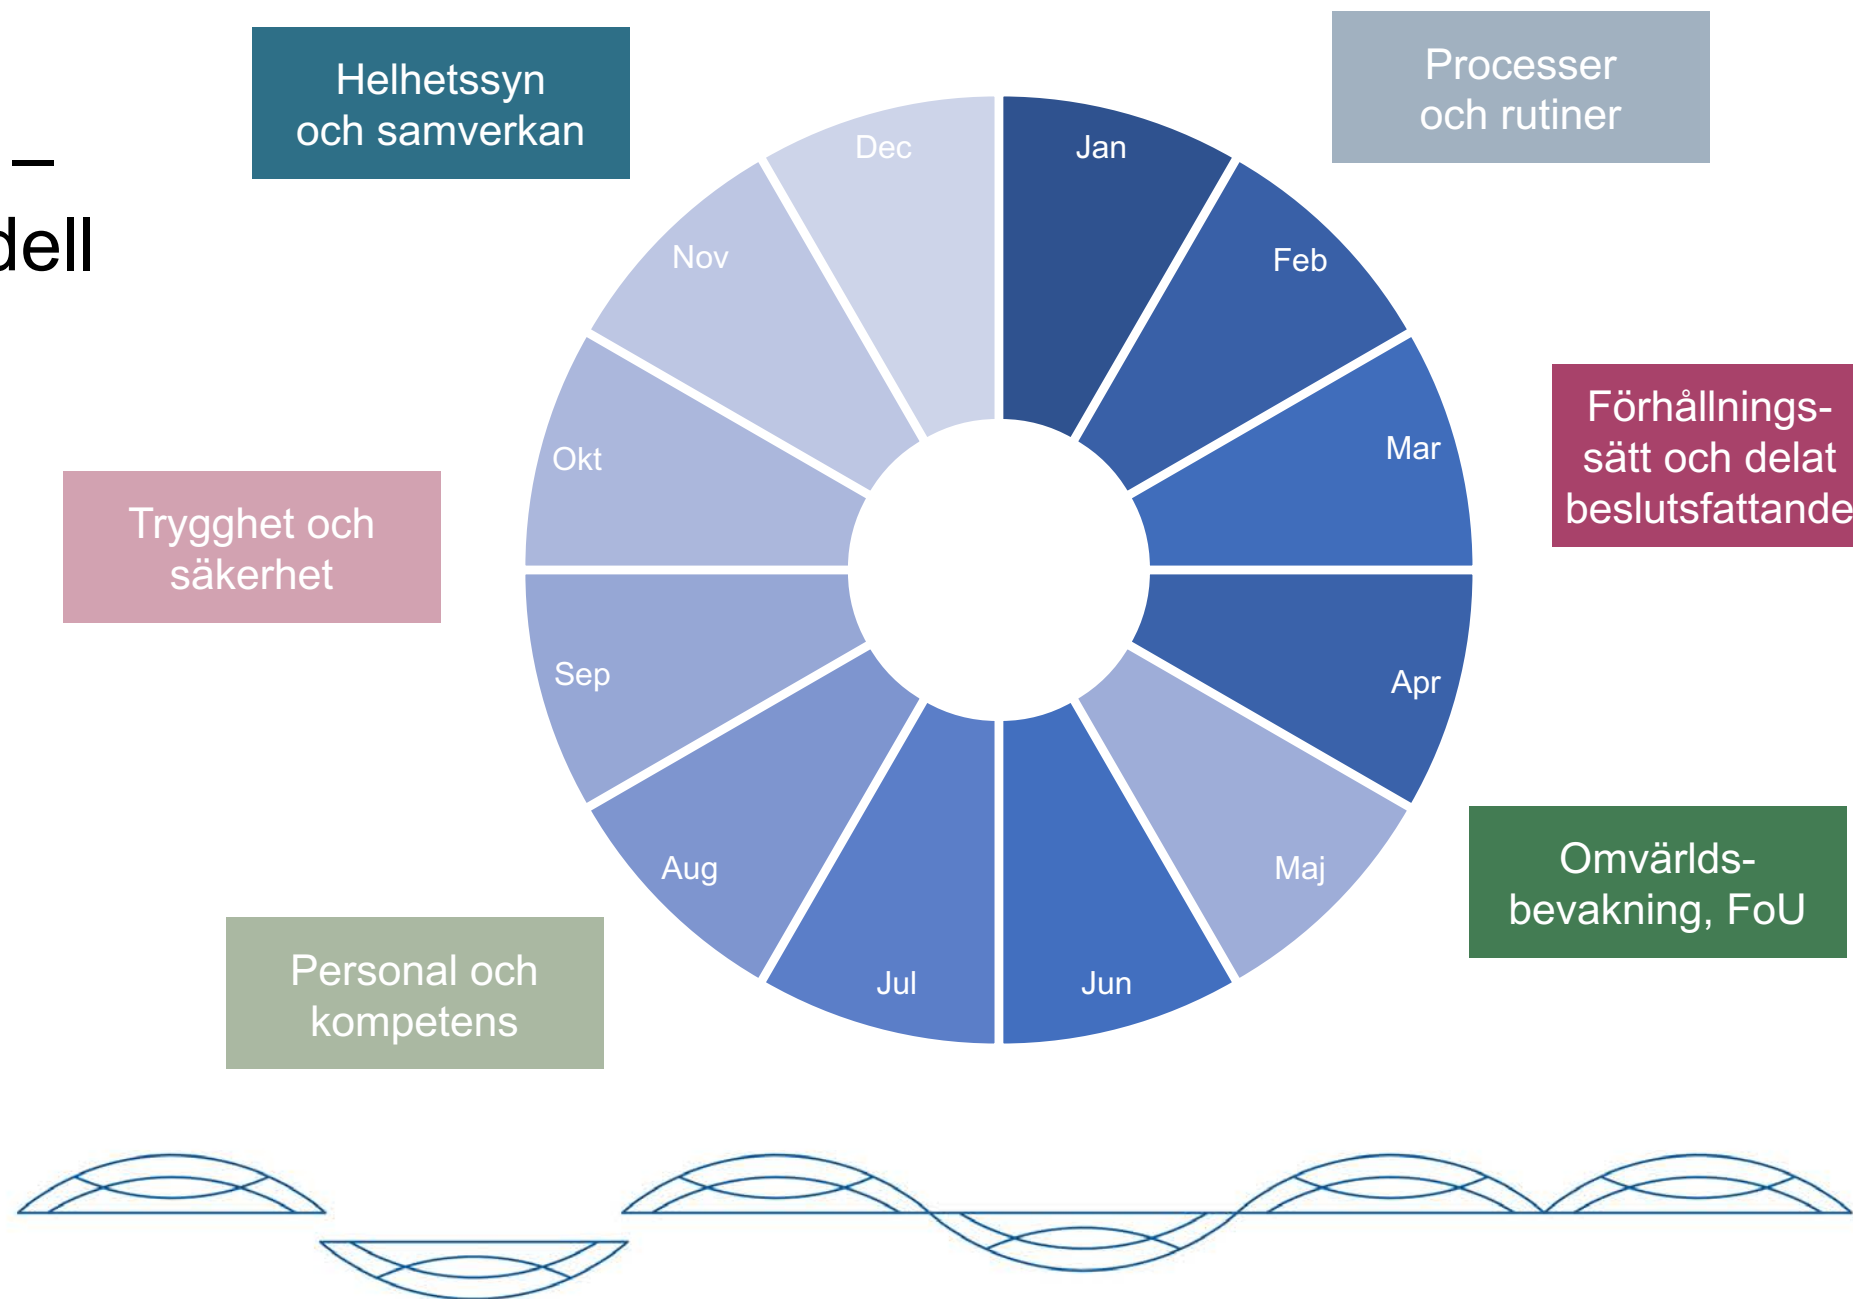 –
dell
Helhetssyn
och samverkan
Processer
och rutiner
Förhållnings-
sätt och delat
beslutsfattande
Omvärlds-
bevakning, FoU
Personal och
kompetens
Trygghet och
säkerhet
Jan
Feb
Mar
Apr
Maj
Jun
Jul
Aug
Sep
Okt
Nov
Dec